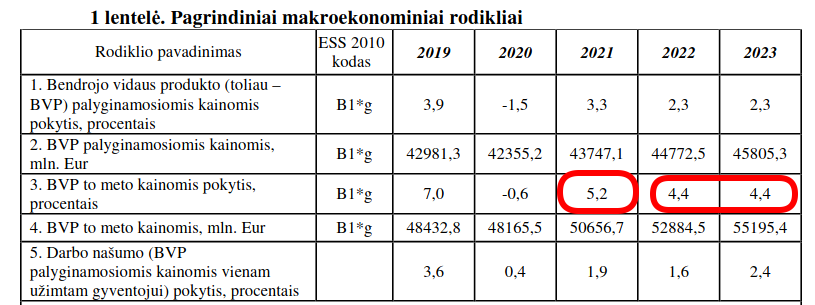 1 lentelė. Pagrindiniai makroekonominiai rodikliai
Rodiklio pavadinimas ESS 2010 kodas 2019 2020 2021 2022 2023
1. Bendrojo vidaus produkto (toliau –
BVP) palyginamosiomis kainomis B1*g 3,9 -1,5 3,3 2,3 2,3
pokytis, procentais
2. BVP palyginamosiomis kainomis,
mln. Eur B1*g 42981,3 42355,2 43747,1 44772,5 45805,3
3. BVP to meto kainomis pokytis,
procentais B1*g 7,0 -0,6 5,2 4,4 4,4
4. BVP to meto kainomis, mln. Eur B1*g 48432,8 48165,5 50656,7 52884,5 55195,4
5. Darbo našumo (BVP
palyginamosiomis kainomis vienam 3,6 0,4 1,9 1,6 2,4
užimtam gyventojui) pokytis, procentais